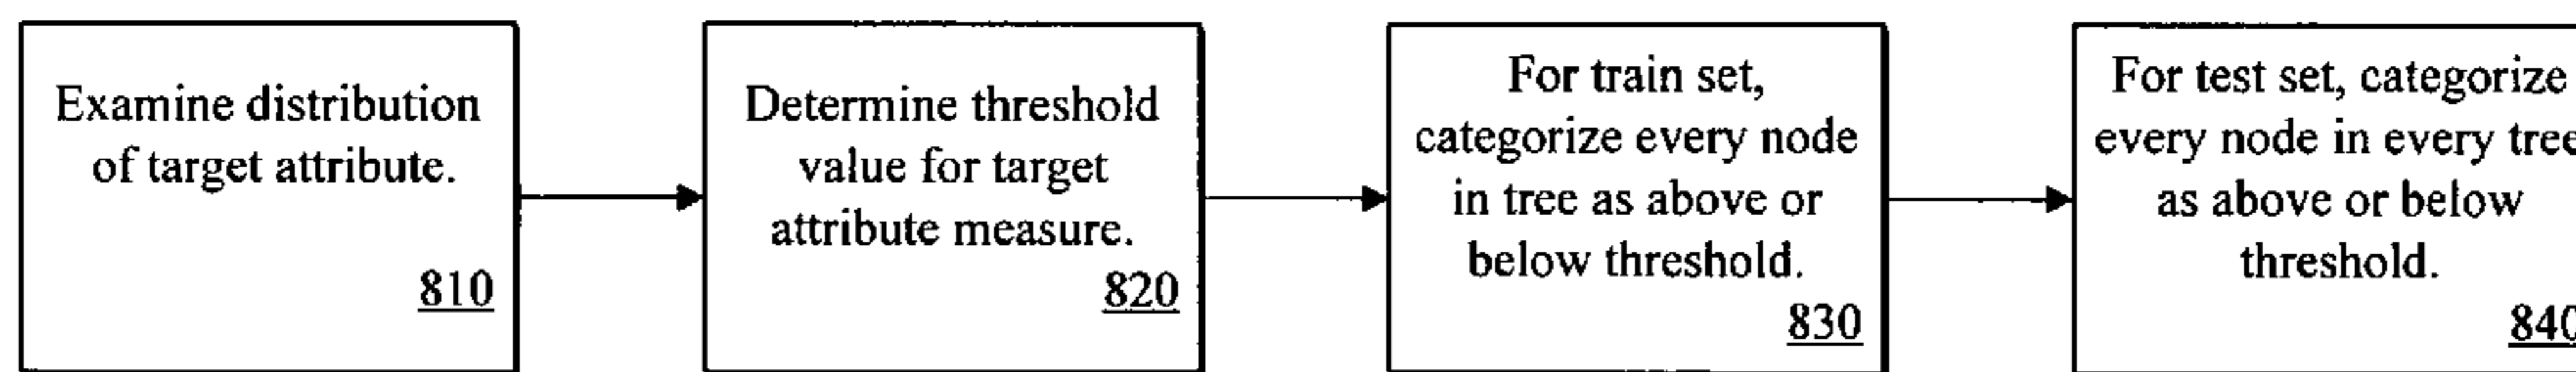 Examine distribution
of target attribute.
810
Determine threshold
value for target
attribute measure.
820
For train set,
categorize every node
in tree as above or
below threshold.
830
For test set, categorize
every node in every tree
as above or below
threshold.
840